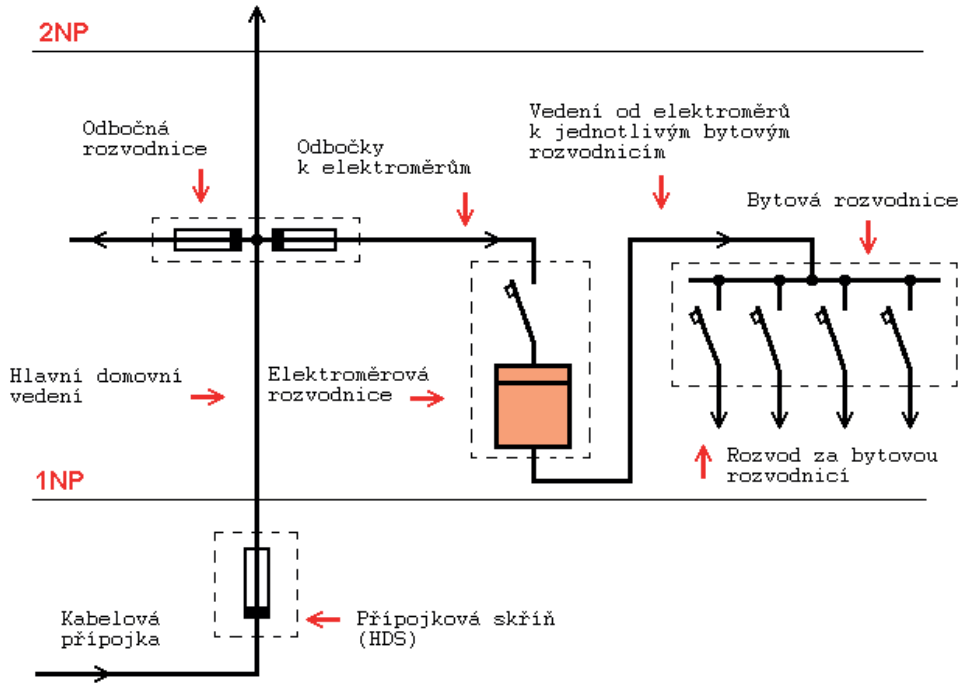 2NP
Odbočná
rozvodnice
Odbočky
k elektroměrům
Vedení od elektroměrů
k jednotlivým bytovým
rozvodnicím
Bytová rozvodnice
Hlavní domovní
vedení
Elektroměrová
rozvodnice
Rozvod za bytovou
rozvodnicí
1NP
Kabelová
přípojka
Přípojková skříň
(HDS)